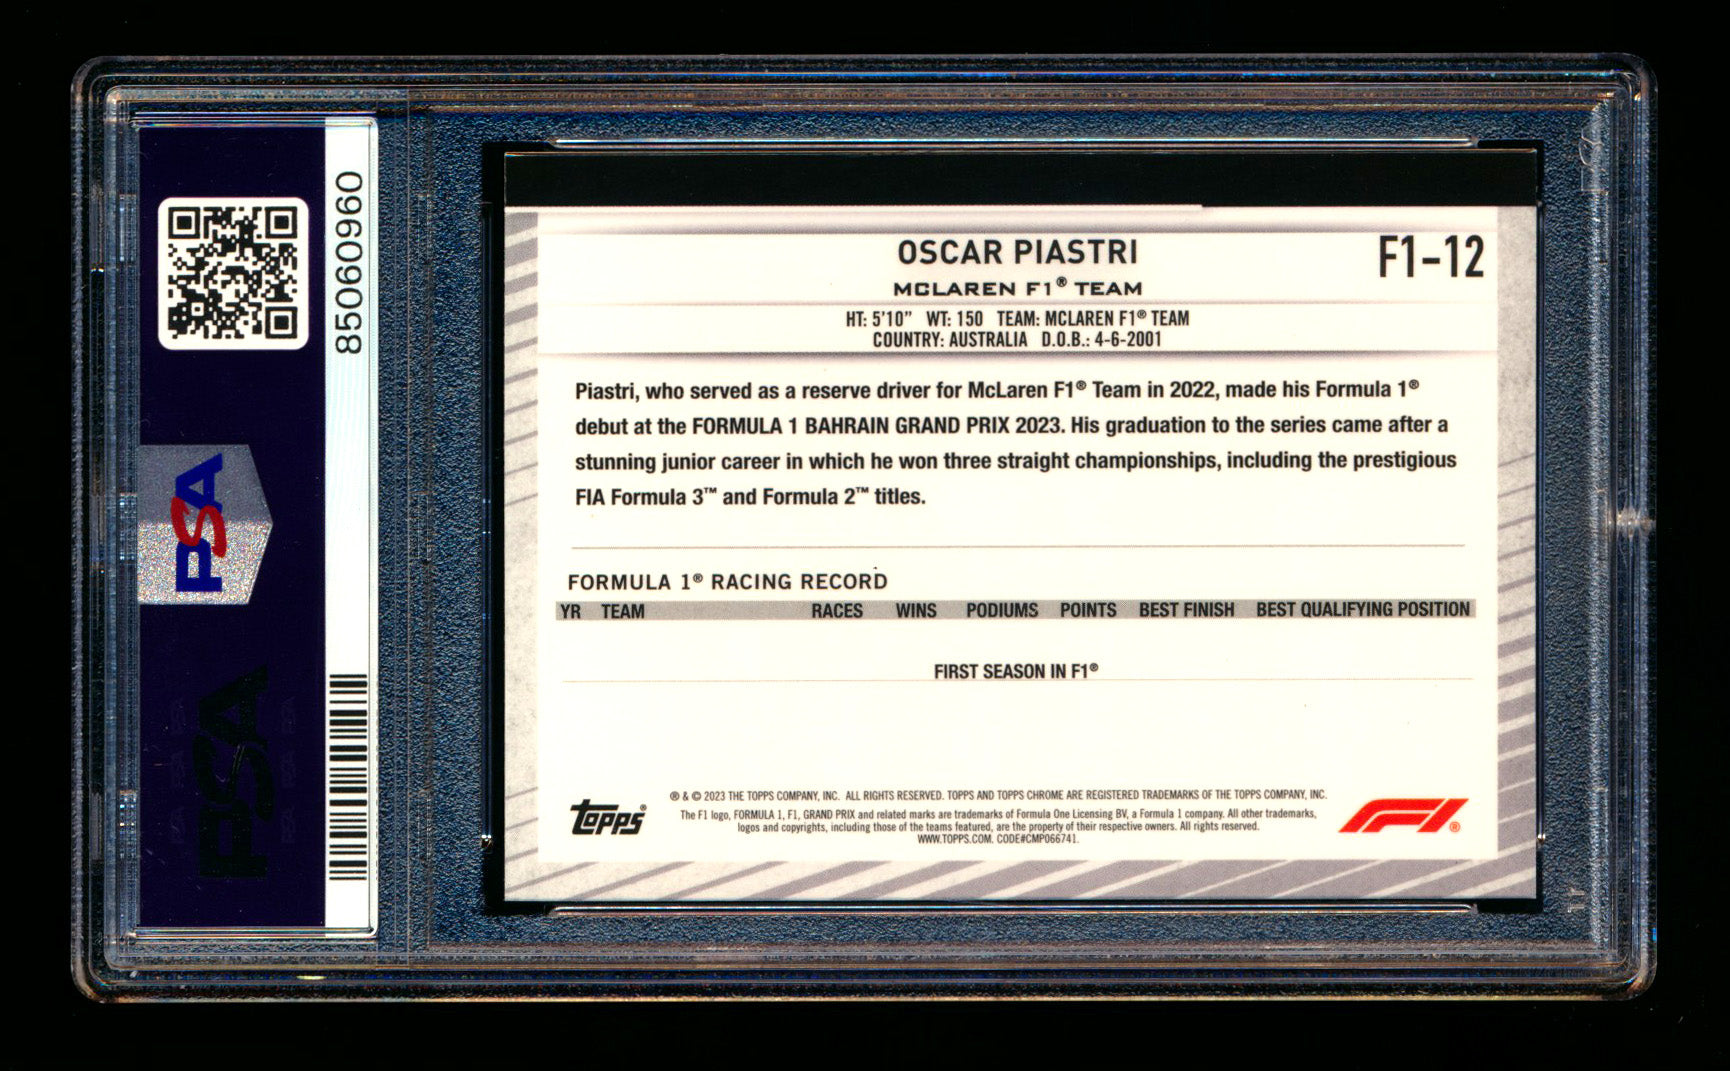 85060960
PSA
PSA
OSCAR PIASTRI
F1-12
MCLAREN F1® TEAM
HT: 5'10" WT: 150 TEAM: MCLAREN F1® TEAM
COUNTRY: AUSTRALIA D.O.B.: 4-6-2001
Piastri, who served as a reserve driver for McLaren F1® Team in 2022, made his Formula 1®
debut at the FORMULA 1 BAHRAIN GRAND PRIX 2023. His graduation to the series came after a
stunning junior career in which he won three straight championships, including the prestigious
FIA Formula 3™ and Formula 2™ titles.
FORMULA 1® RACING RECORD
YR TEAM RACES WINS PODIUMS POINTS BEST FINISH BEST QUALIFYING POSITION
FIRST SEASON IN F1®
® & © 2023 THE TOPPS COMPANY, INC. ALL RIGHTS RESERVED. TOPPS AND TOPPS CHROME ARE REGISTERED TRADEMARKS OF THE TOPPS COMPANY, INC.
The F1 logo, FORMULA 1, F1, GRAND PRIX and related marks are trademarks of Formula One Licensing BV, a Formula 1 company. All other trademarks,
logos and copyrights, including those of the teams featured, are the property of their respective owners. All rights reserved.
WWW.TOPPS.COM. CODE#CMP066741.
Topps®
F1®